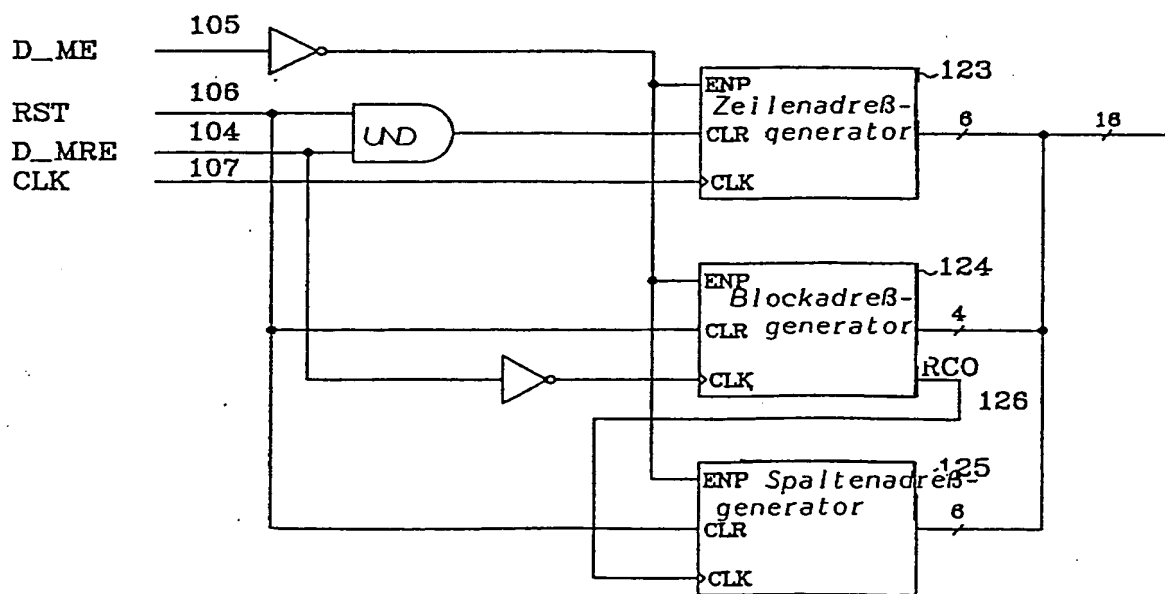 D_ME
105
RST
106
D_MRE
104
CLK
107
UND
ENP
Zeilenadreß-
generator
CLR
CLK
123
6
16
ENP
Blockadreß-
generator
CLR
CLK
124
4
RCO
126
ENP
Spaltenadreß-
generator
CLR
CLK
125
6